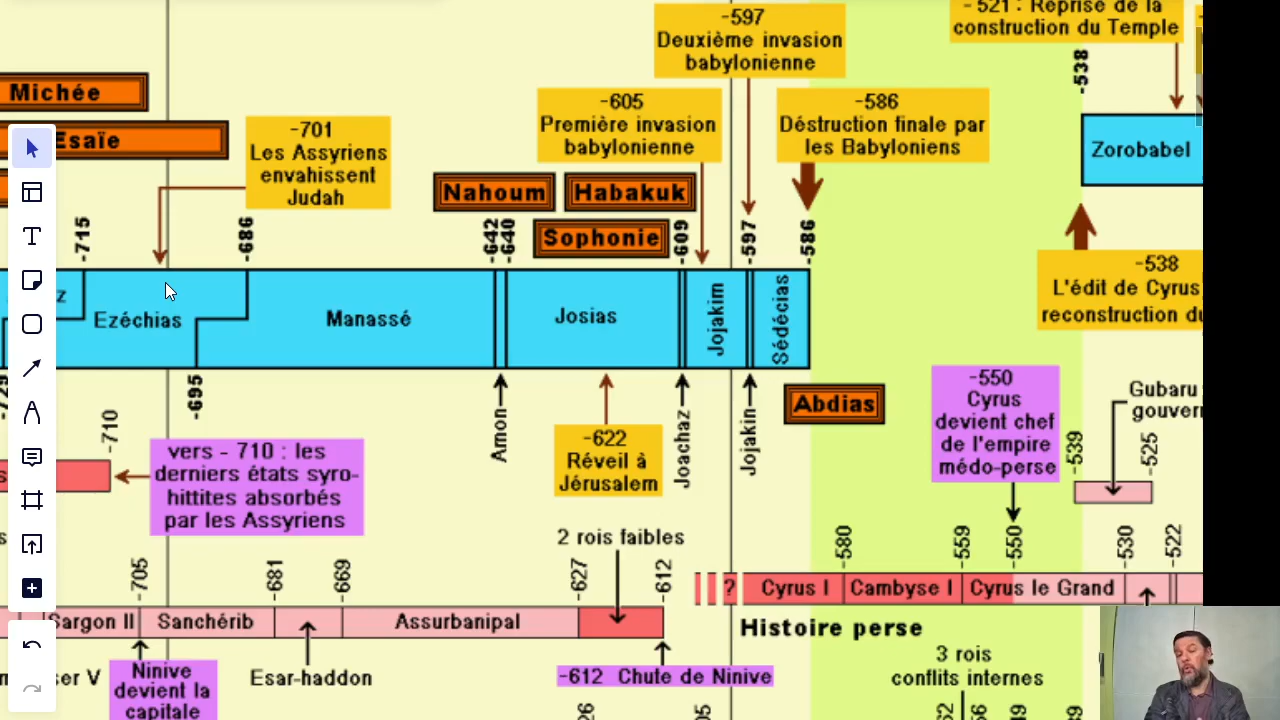 -597
Deuxième invasion
babylonienne
- 521 : Reprise de la
construction du Temple
-538
Michée
Esaïe
-701
Les Assyriens
envahissent
Judah
-605
Première invasion
babylonienne
-586
Déstruction finale par
les Babyloniens
Zorobabel
Nahoum
Habakuk
Sophonie
-715
-686
-642
-640
-609
-597
-586
-538
L'édit de Cyrus
reconstruction du
z
Ezéchias
Manassé
Josias
Jojakim
Sédécias
-729
-695
Amon
Joachaz
Jojakin
Abdias
-622
Réveil à
Jérusalem
-550
Cyrus
devient chef
de l'empire
médo-perse
Gubaru
gouver
-539
-525
-710
vers - 710 : les
derniers états syro-
hittites absorbés
par les Assyriens
2 rois faibles
-705
-681
-669
-627
-612
-580
-559
-550
-530
-522
?
Cyrus I
Cambyse I
Cyrus le Grand
Sargon II
Sanchérib
Assurbanipal
Histoire perse
er V
Ninive
devient la
capitale
Esar-haddon
-612 Chute de Ninive
3 rois
conflits internes